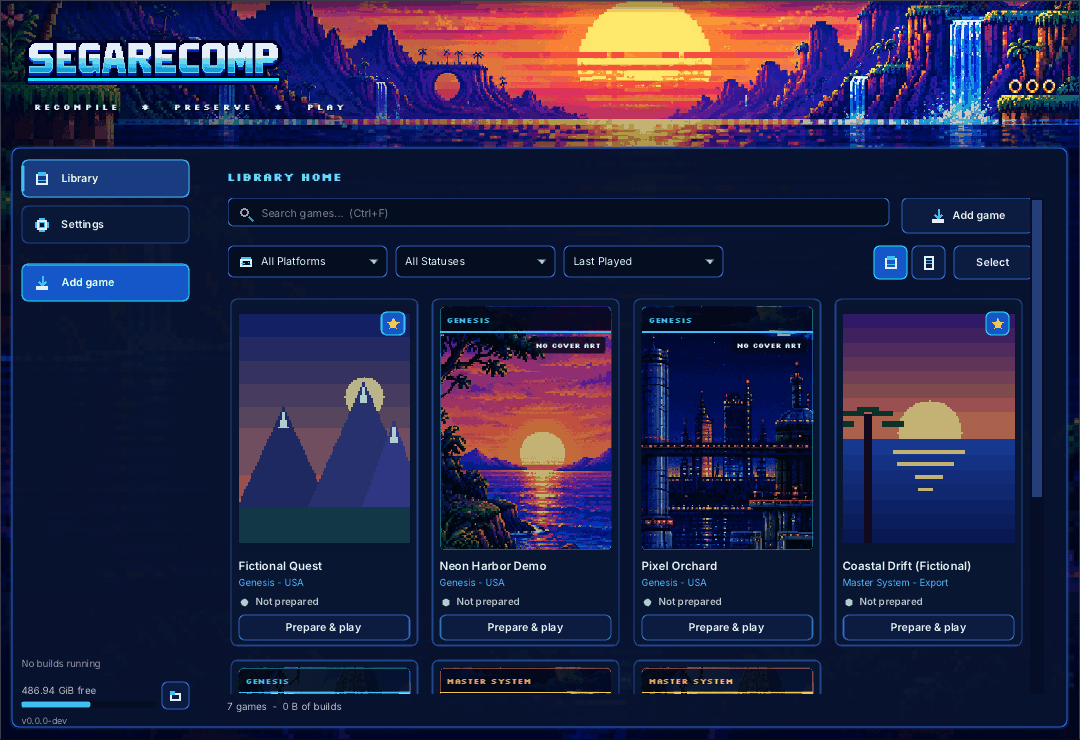 SEGARECOMP
RECOMPILE * PRESERVE * PLAY
Library
Settings
Add game
LIBRARY HOME
Search games... (Ctrl+F)
Add game
All Platforms
All Statuses
Last Played
Select
Fictional Quest
Genesis - USA
Not prepared
Prepare & play
GENESIS
NO COVER ART
Neon Harbor Demo
Genesis - USA
Not prepared
Prepare & play
GENESIS
NO COVER ART
Pixel Orchard
Genesis - USA
Not prepared
Prepare & play
Coastal Drift (Fictional)
Master System - Export
Not prepared
Prepare & play
GENESIS
MASTER SYSTEM
MASTER SYSTEM
No builds running
486.94 GiB free
v0.0.0-dev
7 games - 0 B of builds